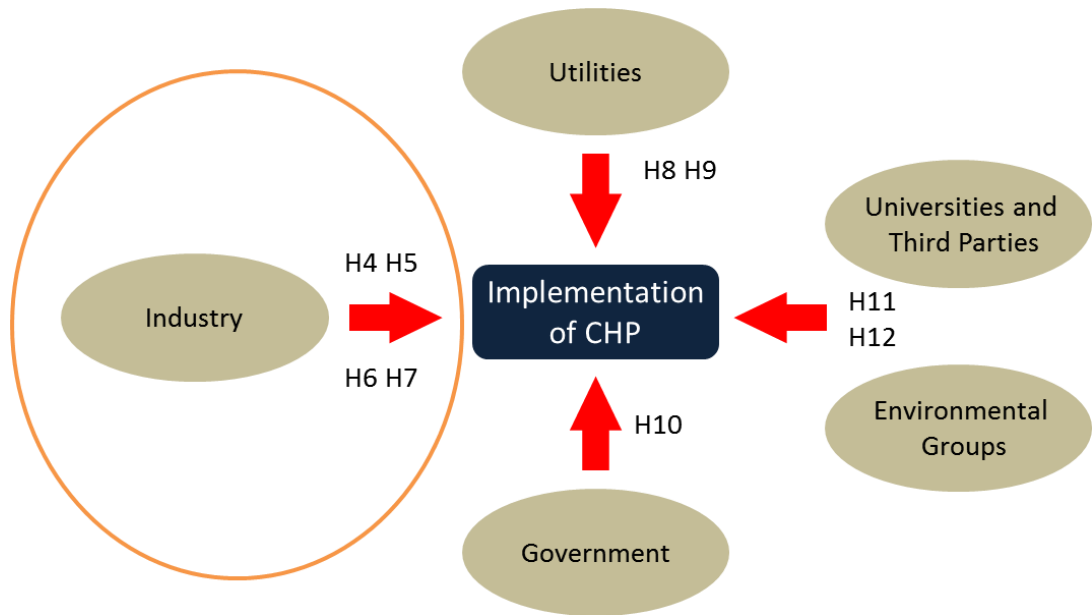 Utilities
H8 H9
Universities and
Third Parties
H4 H5
Industry
H6 H7
Implementation
of CHP
H11
H12
H10
Environmental
Groups
Government